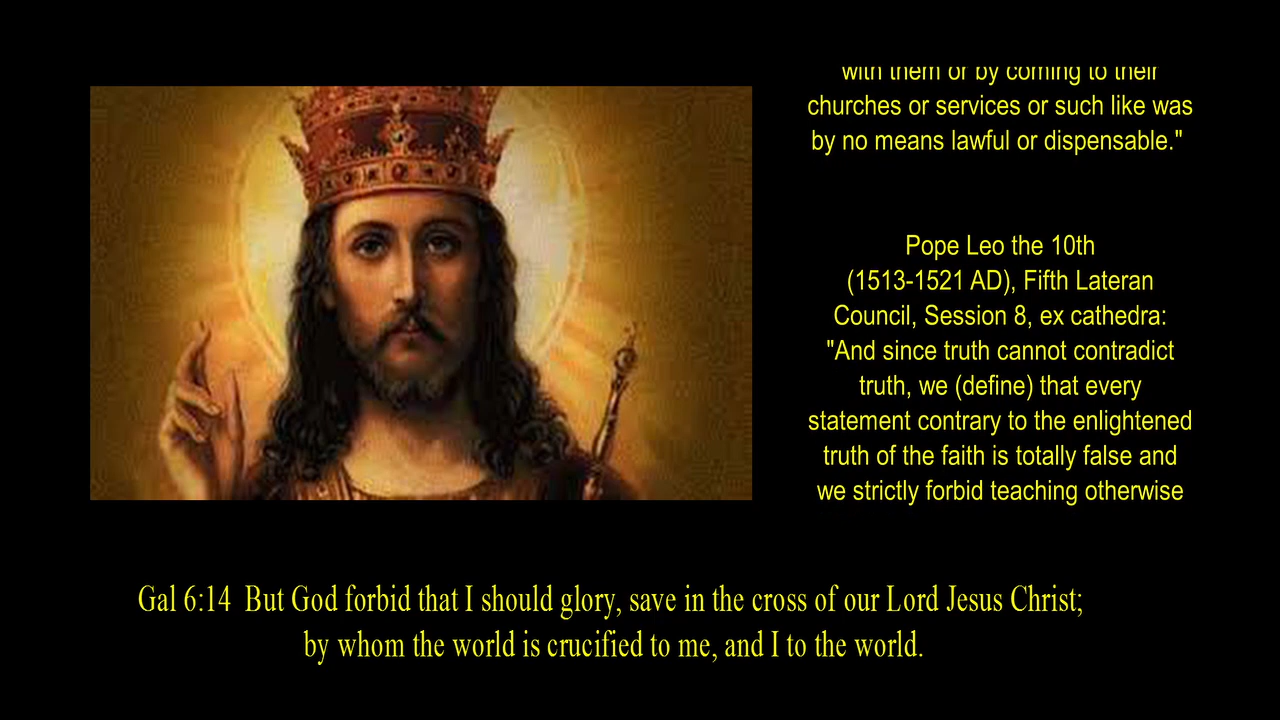 with them or by coming to their
churches or services or such like was
by no means lawful or dispensable."
Pope Leo the 10th
(1513-1521 AD), Fifth Lateran
Council, Session 8, ex cathedra:
"And since truth cannot contradict
truth, we (define) that every
statement contrary to the enlightened
truth of the faith is totally false and
we strictly forbid teaching otherwise
Gal 6:14  But God forbid that I should glory, save in the cross of our Lord Jesus Christ;
by whom the world is crucified to me, and I to the world.